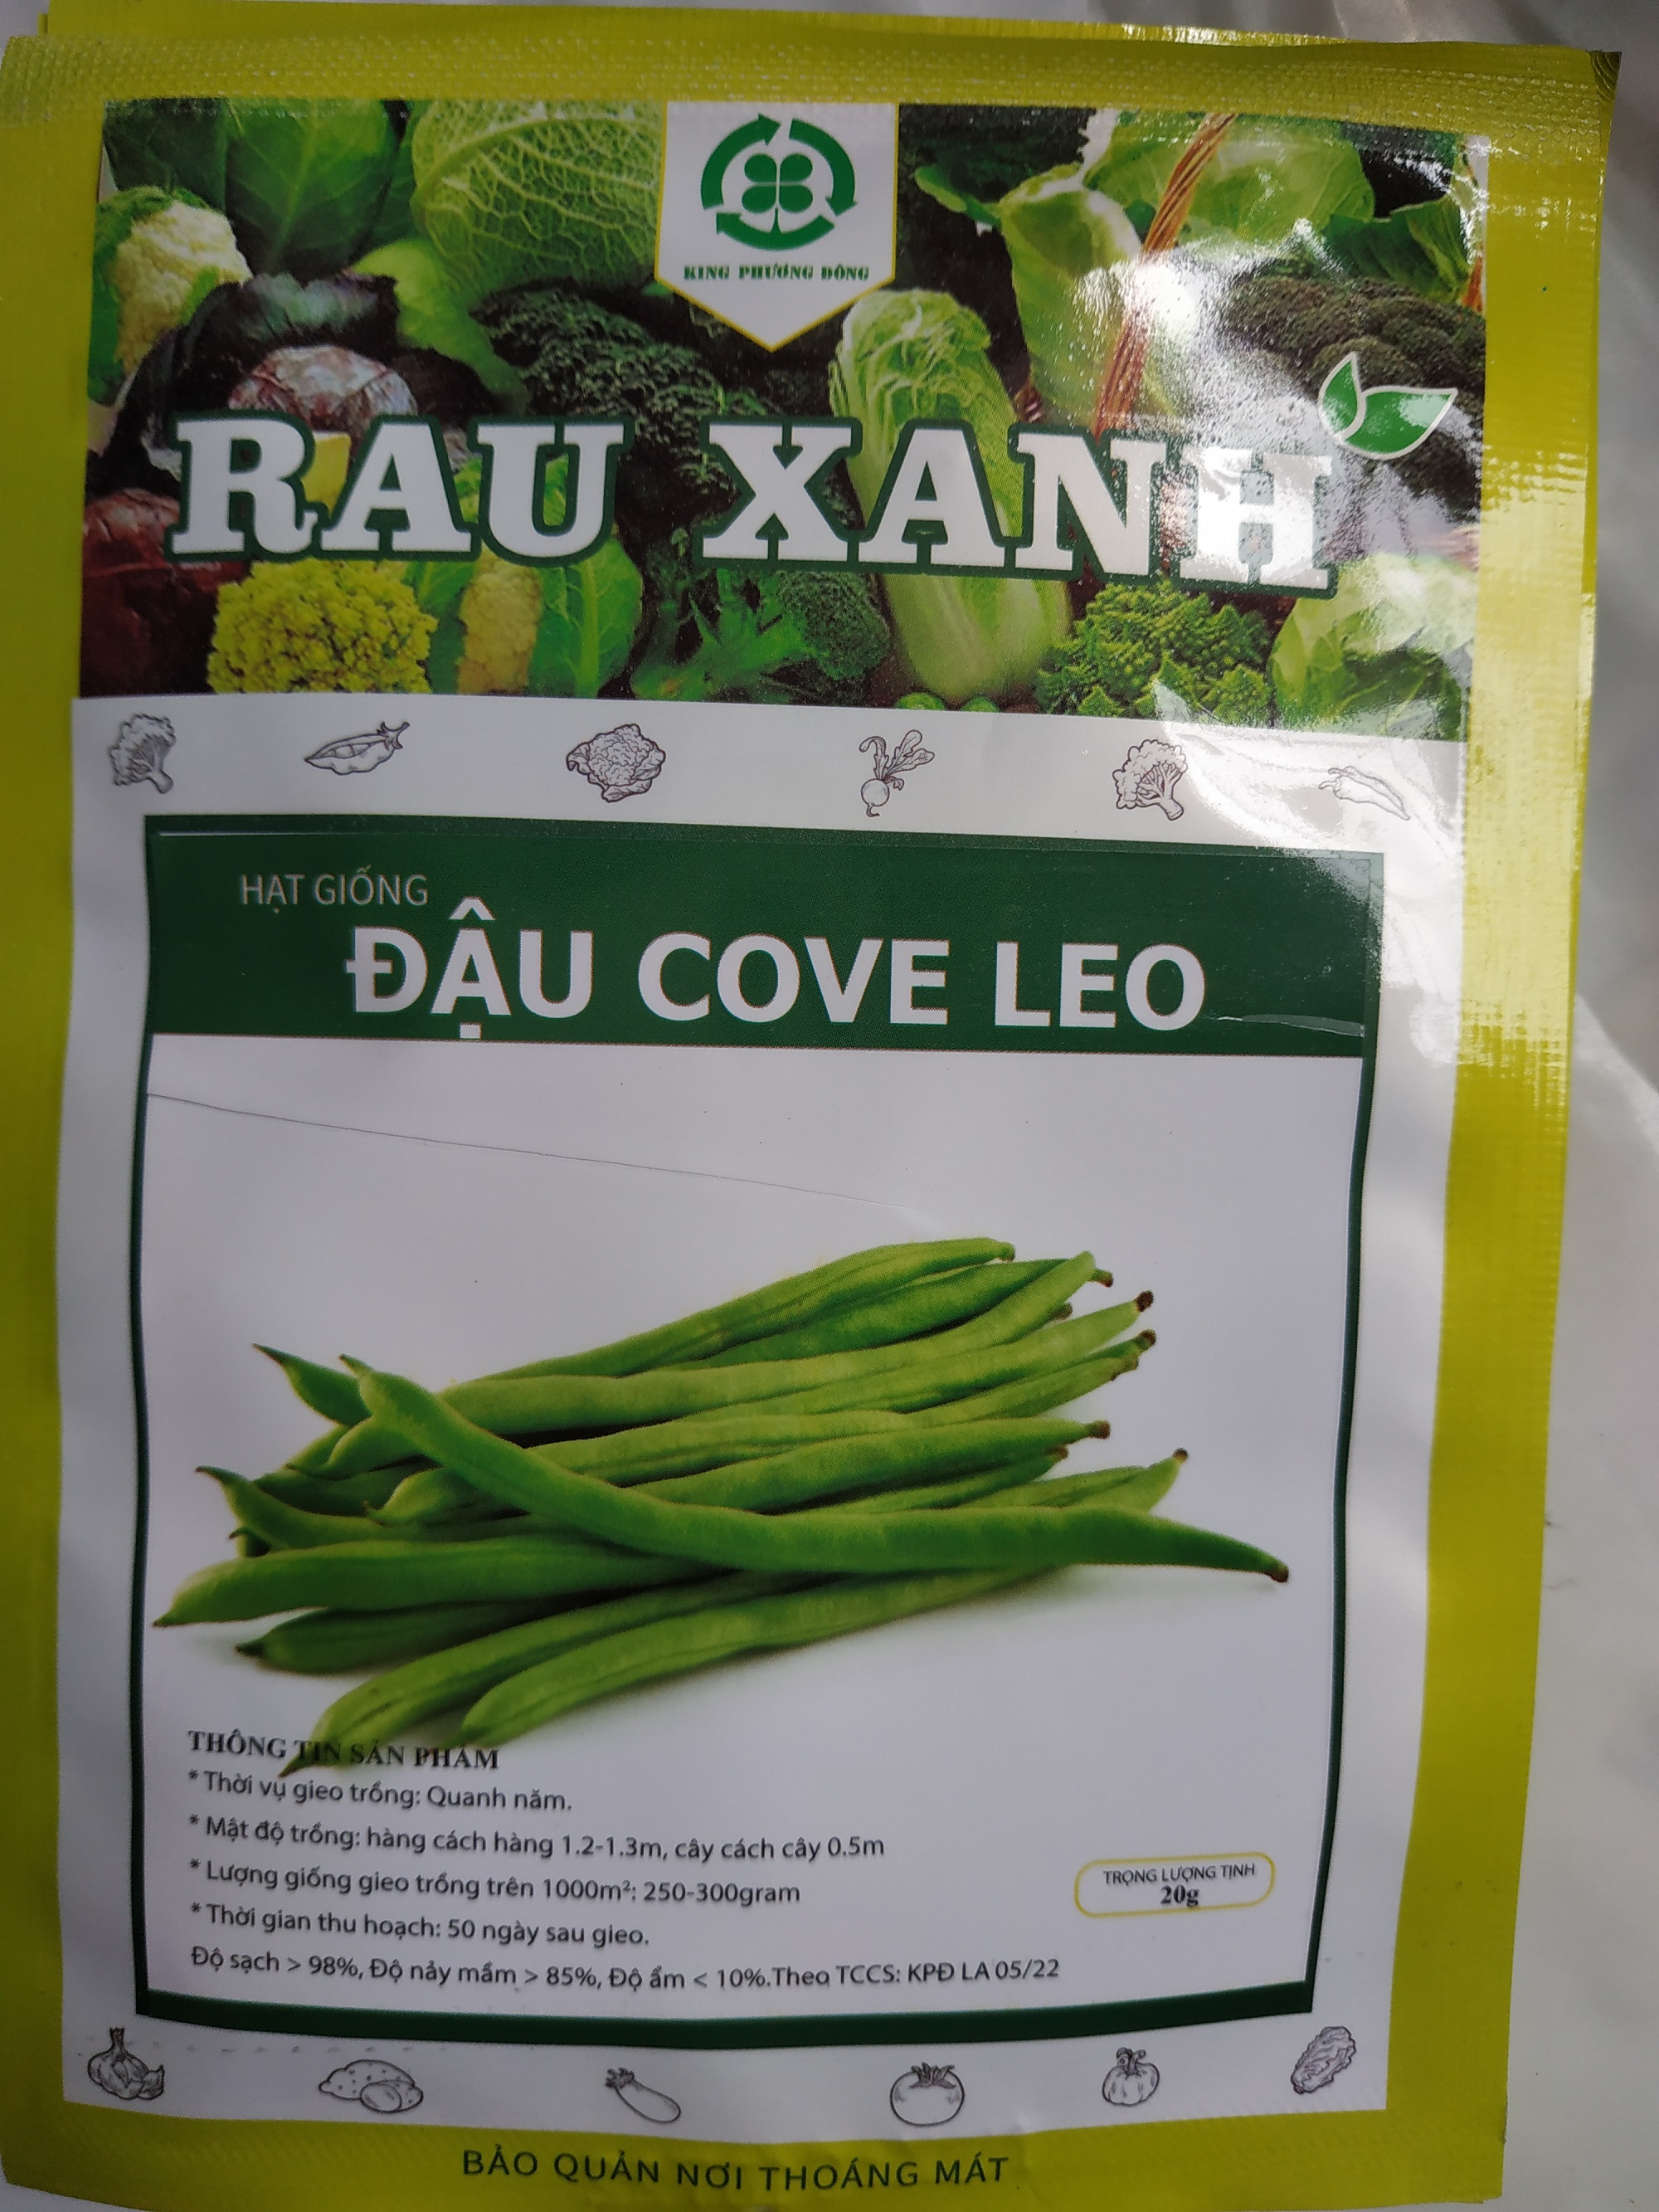 KING PHƯƠNG ĐÔNG
RAU XANH
HẠT GIỐNG
ĐẬU COVE LEO
THÔNG TIN SẢN PHẨM
* Thời vụ gieo trồng: Quanh năm.
* Mật độ trồng: hàng cách hàng 1.2-1.3m, cây cách cây 0.5m
* Lượng giống gieo trồng trên 1000m²: 250-300gram
* Thời gian thu hoạch: 50 ngày sau gieo.
Độ sạch > 98%, Độ nảy mầm > 85%, Độ ẩm < 10%.Theo TCCS: KPĐ LA 05/22
TRỌNG LƯỢNG TỊNH
20g
BẢO QUẢN NƠI THOÁNG MÁT